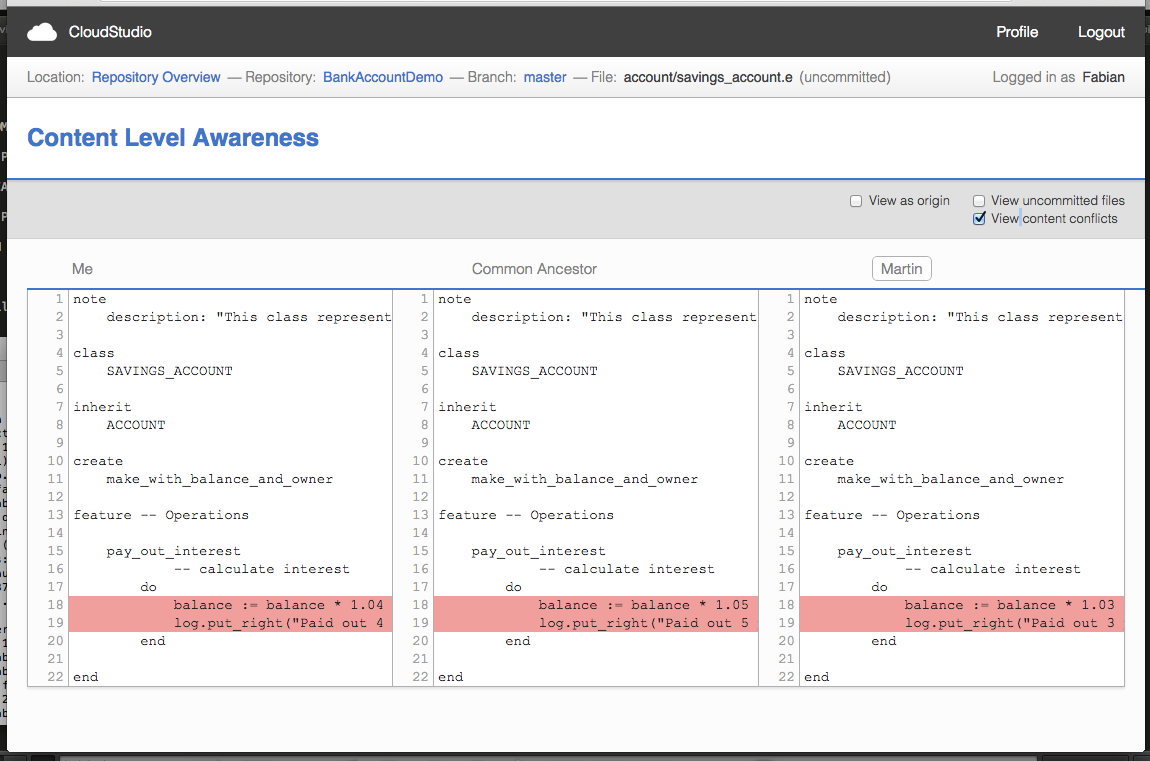 CloudStudio Profile Logout
Location: Repository Overview — Repository: BankAccountDemo — Branch: master — File: account/savings_account.e (uncommitted) Logged in as Fabian
Content Level Awareness
View as origin View uncommitted files
View content conflicts
Me Common Ancestor Martin
1 note 1 note 1 note
2 description: "This class represent 2 description: "This class represent 2 description: "This class represent
3 3 3
4 class 4 class 4 class
5 SAVINGS_ACCOUNT 5 SAVINGS_ACCOUNT 5 SAVINGS_ACCOUNT
6 6 6
7 inherit 7 inherit 7 inherit
8 ACCOUNT 8 ACCOUNT 8 ACCOUNT
9 9 9
10 create 10 create 10 create
11 make_with_balance_and_owner 11 make_with_balance_and_owner 11 make_with_balance_and_owner
12 12 12
13 feature -- Operations 13 feature -- Operations 13 feature -- Operations
14 14 14
15 pay_out_interest 15 pay_out_interest 15 pay_out_interest
16 -- calculate interest 16 -- calculate interest 16 -- calculate interest
17 do 17 do 17 do
18 balance := balance * 1.04 18 balance := balance * 1.05 18 balance := balance * 1.03
19 log.put_right("Paid out 4 19 log.put_right("Paid out 5 19 log.put_right("Paid out 3
20 end 20 end 20 end
21 21 21
22 end 22 end 22 end